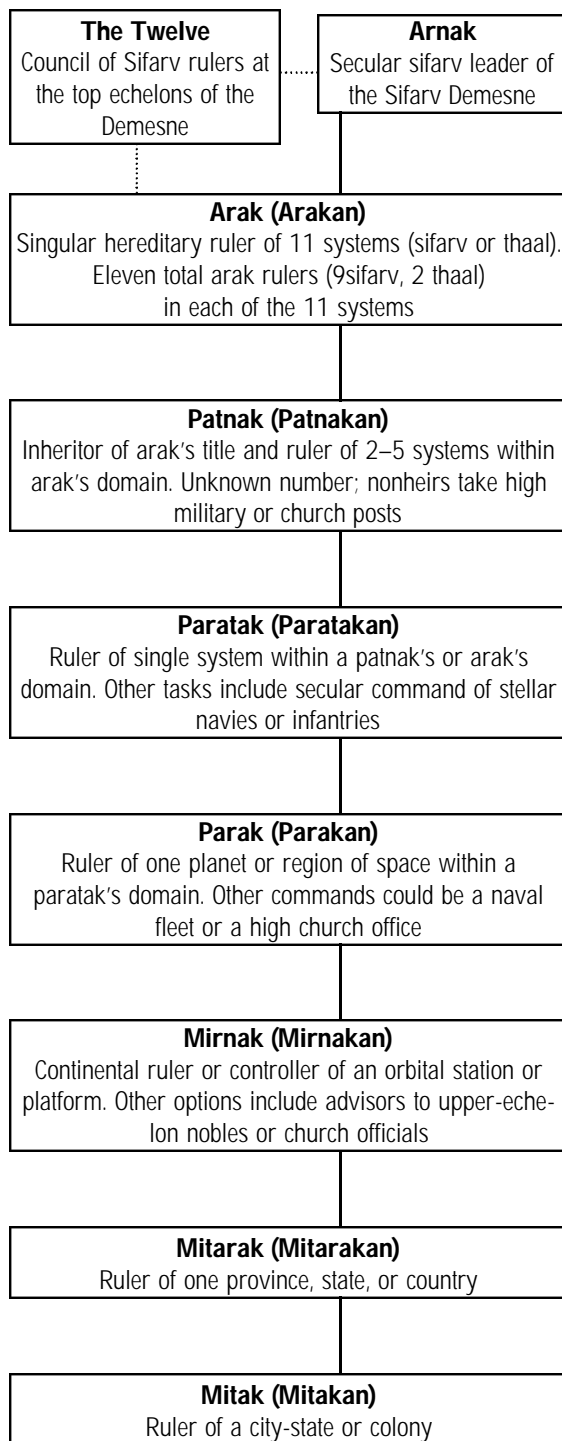 The Twelve
Council of Sifarv rulers at
the top echelons of the
Demesne
Arnak
Secular sifarv leader of
the Sifarv Demesne
Arak (Arakan)
Singular hereditary ruler of 11 systems (sifarv or thaal).
Eleven total arak rulers (9sifarv, 2 thaal)
in each of the 11 systems
Patnak (Patnakan)
Inheritor of arak's title and ruler of 2–5 systems within
arak's domain. Unknown number; nonheirs take high
military or church posts
Paratak (Paratakan)
Ruler of single system within a patnak's or arak's
domain. Other tasks include secular command of stellar
navies or infantries
Parak (Parakan)
Ruler of one planet or region of space within a
paratak's domain. Other commands could be a naval
fleet or a high church office
Mirnak (Mirnakan)
Continental ruler or controller of an orbital station or
platform. Other options include advisors to upper-eche-
lon nobles or church officials
Mitarak (Mitarakan)
Ruler of one province, state, or country
Mitak (Mitakan)
Ruler of a city-state or colony